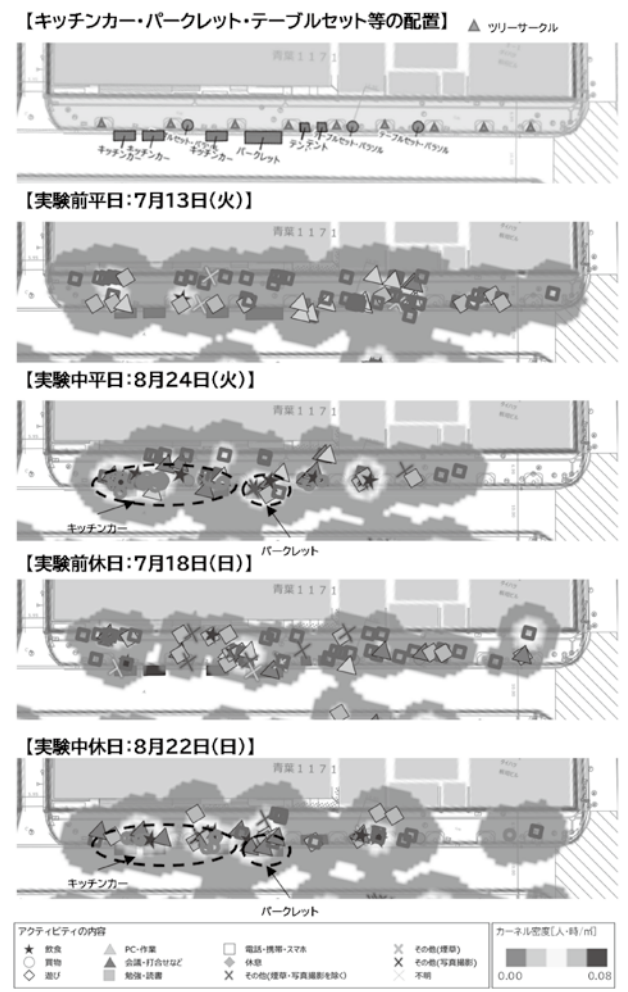 【キッチンカー・パークレット・テーブルセット等の配置】
ツリーサークル
青葉1171
キッチンカー
キッチンカー
キッチンカー
パークレット
テント
テーブルセット・パラソル
テーブルセット・パラソル
【実験前平日：7月13日(火)】
青葉1171
【実験中平日：8月24日(火)】
青葉1171
キッチンカー
パークレット
【実験前休日：7月18日(日)】
青葉1171
【実験中休日：8月22日(日)】
青葉1171
キッチンカー
パークレット
アクティビティの内容
飲食 PC・作業 電話・携帯・スマホ その他(煙草)
買物 会議・打合せなど 休息 その他(写真撮影)
遊び 勉強・読書 その他(煙草・写真撮影を除く) 不明
カーネル密度[人・時/㎡]
0.00 0.08